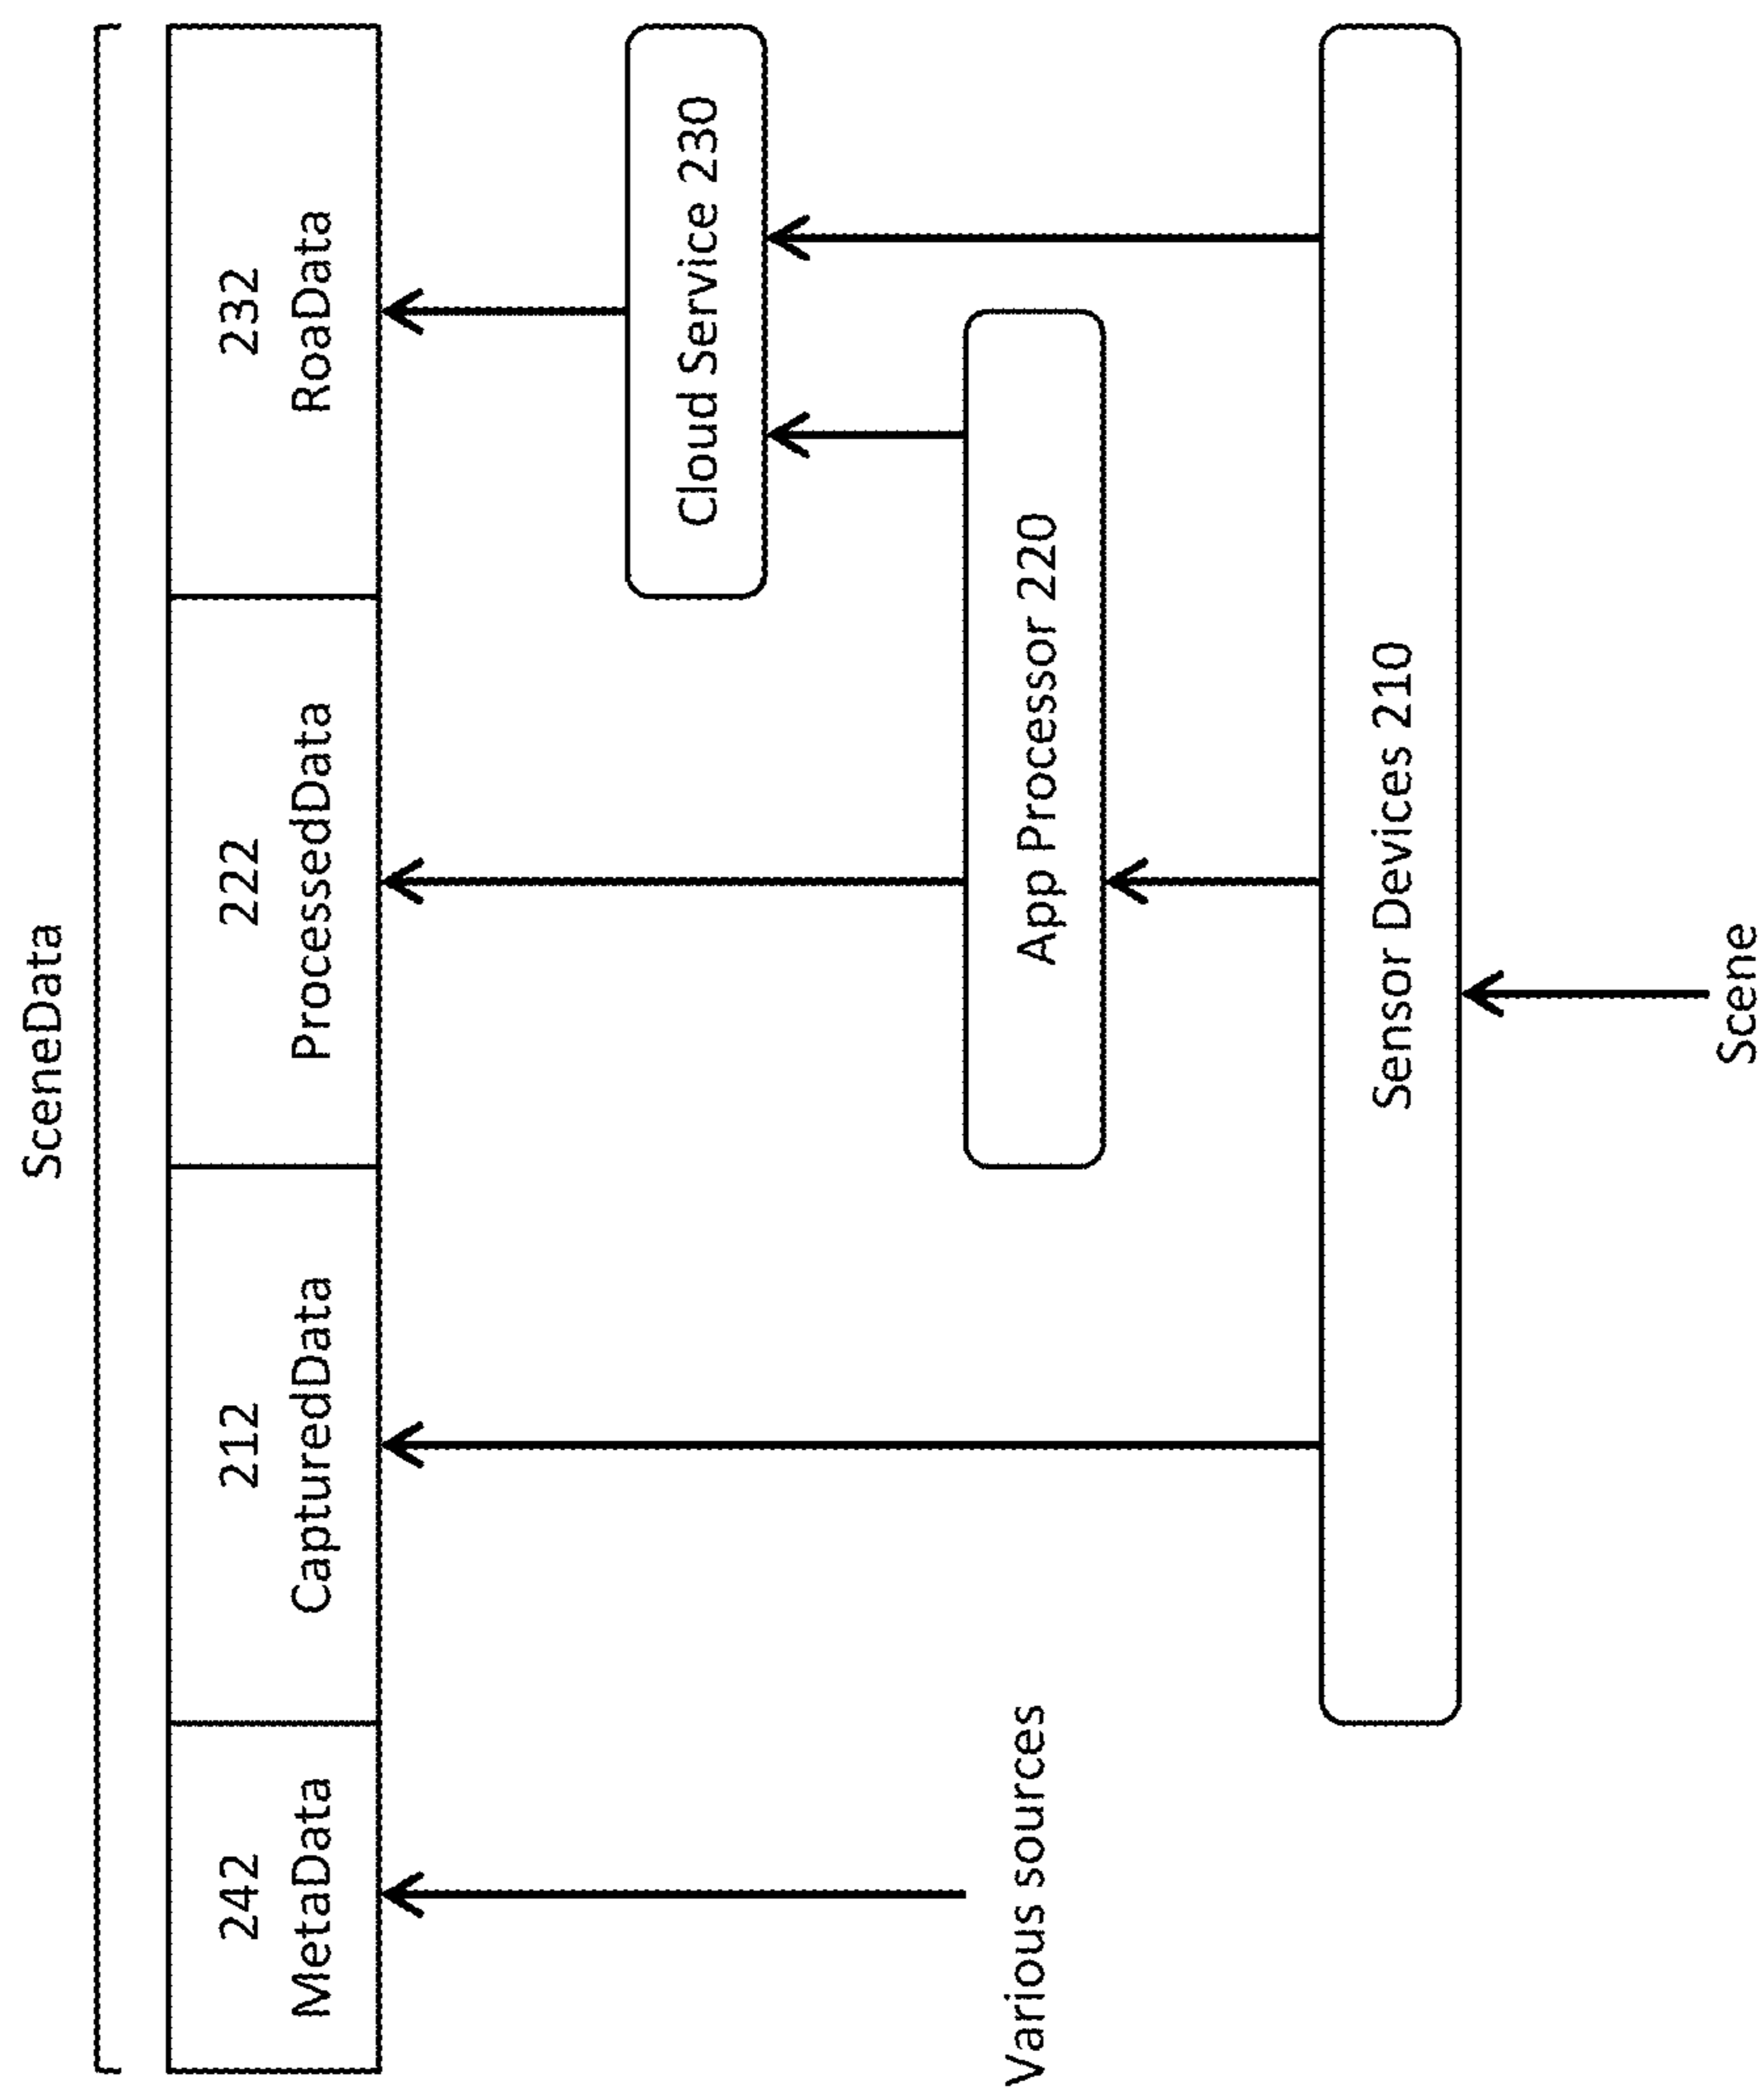 SceneData
242
MetaData
212
CapturedData
222
ProcessedData
232
RoaData
Cloud Service 230
Various sources
App Processor 220
Sensor Devices 210
Scene